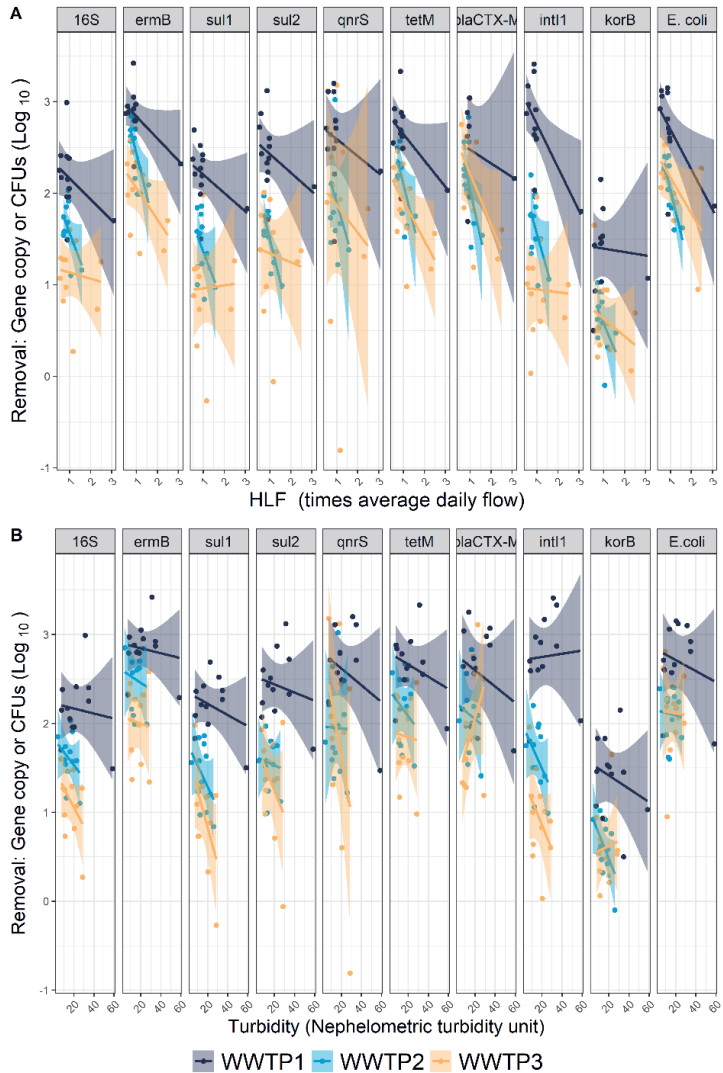 A
16S ermB sul1 sul2 qnrS tetM blaCTX-M intI1 korB E. coli
Removal: Gene copy or CFUs (Log 10 )
3
2
1
0
-1
1 2 3 1 2 3 1 2 3 1 2 3 1 2 3 1 2 3 1 2 3 1 2 3 1 2 3 1 2 3
HLF (times average daily flow)
B
16S ermB sul1 sul2 qnrS tetM blaCTX-M intI1 korB E.coli
Removal: Gene copy or CFUs (Log 10 )
3
2
1
0
-1
20 40 60 20 40 60 20 40 60 20 40 60 20 40 60 20 40 60 20 40 60 20 40 60 20 40 60 20 40 60
Turbidity (Nephelometric turbidity unit)
WWTP1 WWTP2 WWTP3